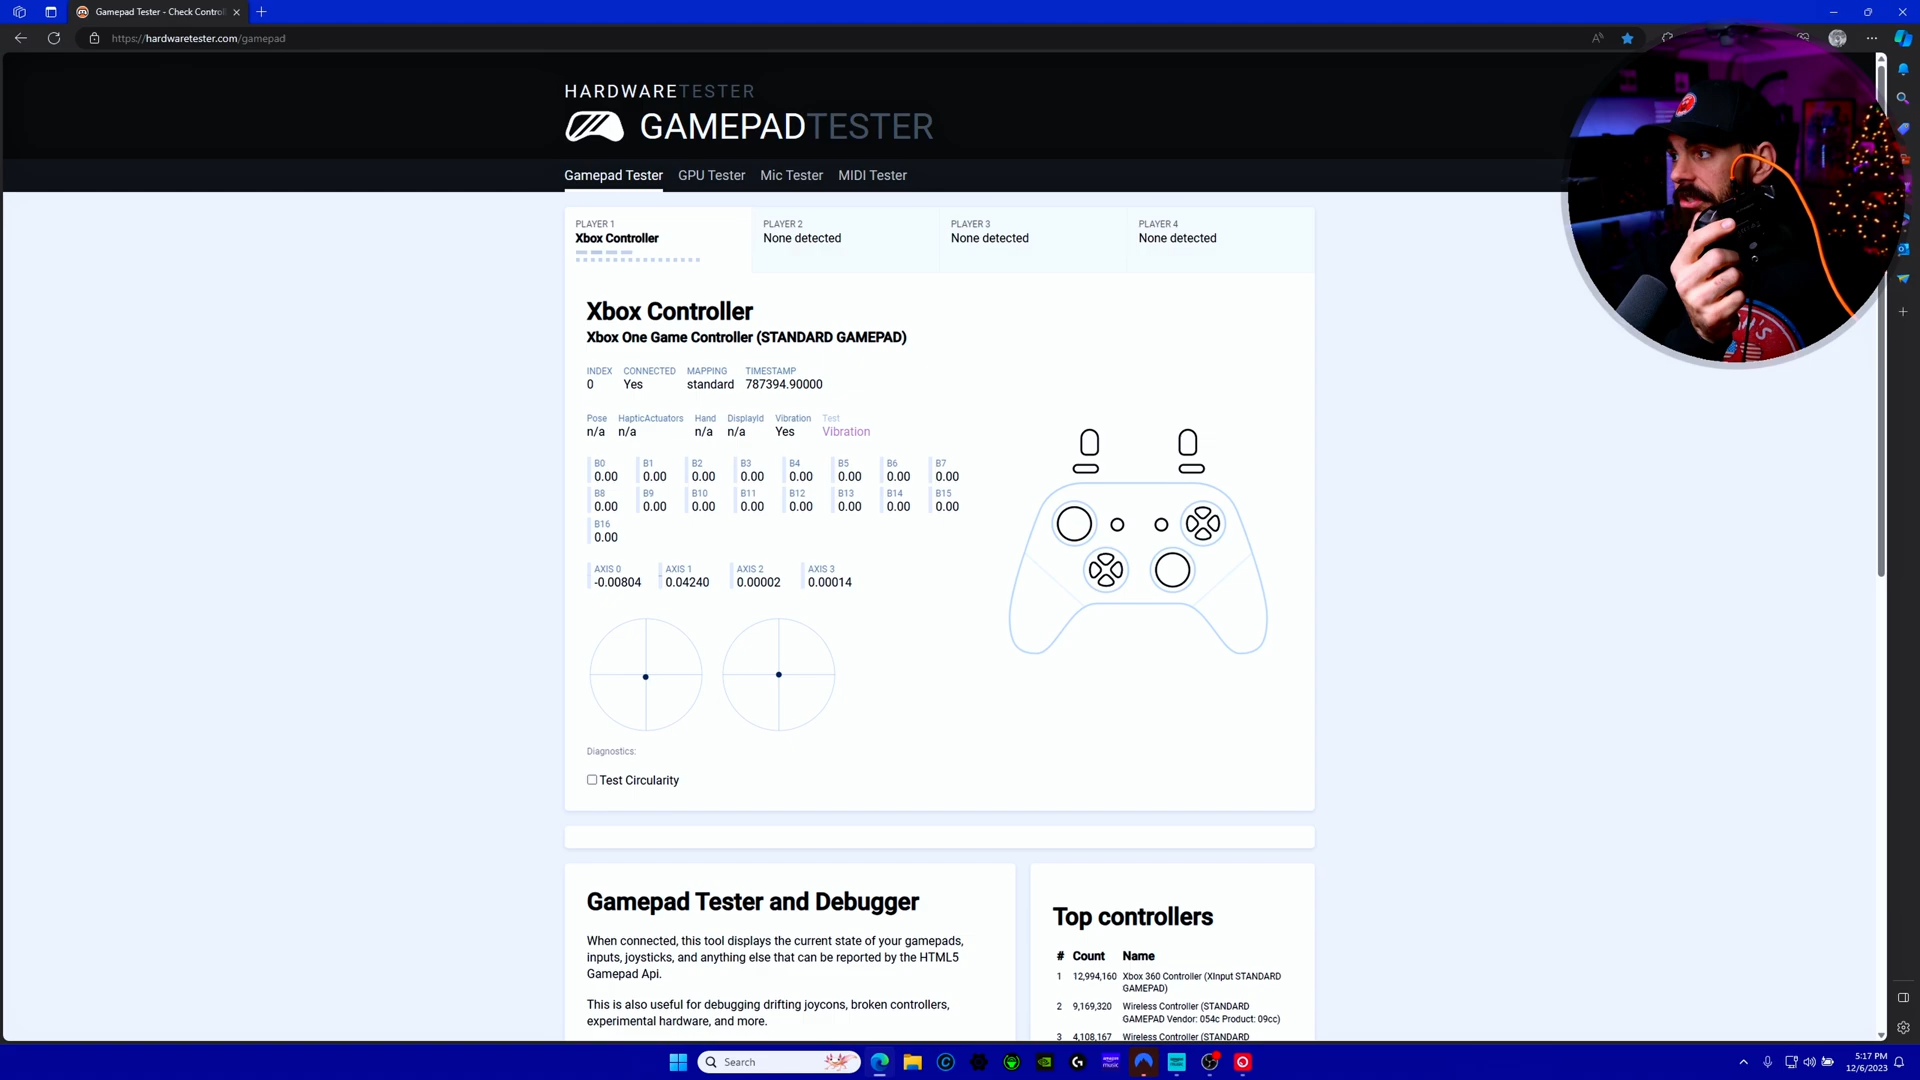 Gamepad Tester - Check Control
https://hardwaretester.com/gamepad
HARDWARETESTER
GAMEPADTESTER
Gamepad Tester GPU Tester Mic Tester MIDI Tester
PLAYER 1 PLAYER 2 PLAYER 3 PLAYER 4
Xbox Controller None detected None detected None detected
Xbox Controller
Xbox One Game Controller (STANDARD GAMEPAD)
INDEX CONNECTED MAPPING TIMESTAMP
0 Yes standard 787394.90000
Pose HapticActuators Hand DisplayId Vibration Test
n/a n/a n/a n/a Yes Vibration
B0 B1 B2 B3 B4 B5 B6 B7
0.00 0.00 0.00 0.00 0.00 0.00 0.00 0.00
B8 B9 B10 B11 B12 B13 B14 B15
0.00 0.00 0.00 0.00 0.00 0.00 0.00 0.00
B16
0.00
AXIS 0 AXIS 1 AXIS 2 AXIS 3
-0.00804 0.04240 0.00002 0.00014
Diagnostics:
Test Circularity
Gamepad Tester and Debugger
When connected, this tool displays the current state of your gamepads,
inputs, joysticks, and anything else that can be reported by the HTML5
Gamepad Api.
This is also useful for debugging drifting joycons, broken controllers,
experimental hardware, and more.
Top controllers
# Count Name
1 12,994,160 Xbox 360 Controller (XInput STANDARD
GAMEPAD)
2 9,169,320 Wireless Controller (STANDARD
GAMEPAD Vendor: 054c Product: 09cc)
3 4,108,167 Wireless Controller (STANDARD
Search
5:17 PM
12/6/2023